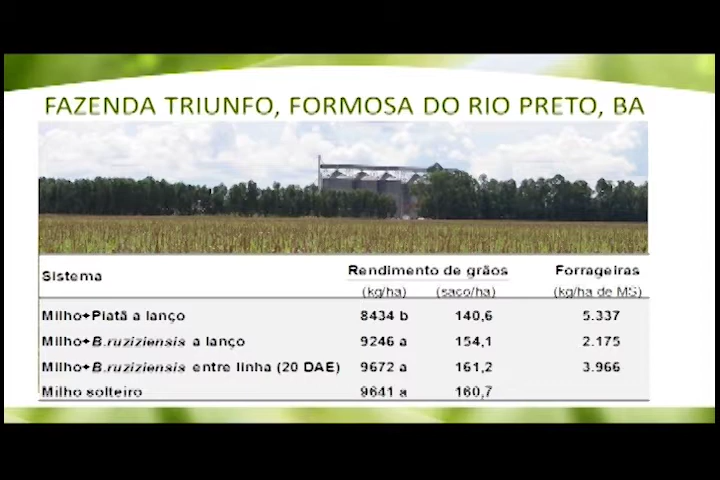 FAZENDA TRIUNFO, FORMOSA DO RIO PRETO, BA
Sistema Rendimento de grãos Forrageiras
(kg/ha) (saco/ha) (kg/ha de MS)
Milho+Piatã a lanço 8434 b 140,6 5.337
Milho+B.ruziziensis a lanço 9246 a 154,1 2.175
Milho+B.ruziziensis entre linha (20 DAE) 9672 a 161,2 3.966
Milho solteiro 9641 a 160,7